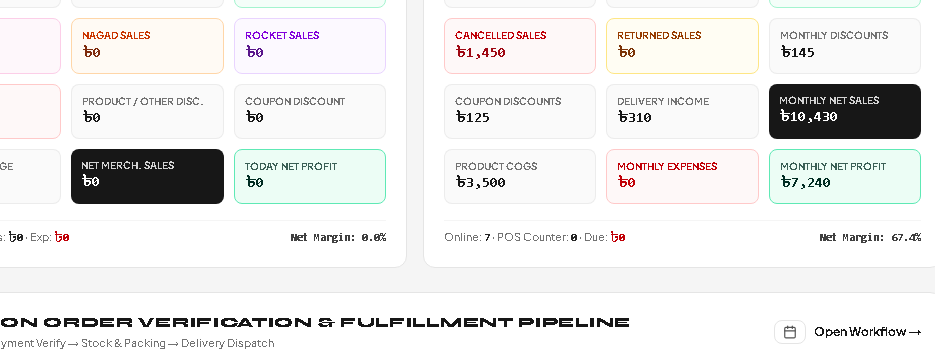 NAGAD SALES
৳0
ROCKET SALES
৳0
PRODUCT / OTHER DISC.
৳0
COUPON DISCOUNT
৳0
GE
NET MERCH. SALES
৳0
TODAY NET PROFIT
৳0
s: ৳0 · Exp: ৳0
Net Margin: 0.0%
CANCELLED SALES
৳1,450
RETURNED SALES
৳0
MONTHLY DISCOUNTS
৳145
COUPON DISCOUNTS
৳125
DELIVERY INCOME
৳310
MONTHLY NET SALES
৳10,430
PRODUCT COGS
৳3,500
MONTHLY EXPENSES
৳0
MONTHLY NET PROFIT
৳7,240
Online: 7 · POS Counter: 0 · Due: ৳0
Net Margin: 67.4%
ON ORDER VERIFICATION & FULFILLMENT PIPELINE
yment Verify → Stock & Packing → Delivery Dispatch
Open Workflow →